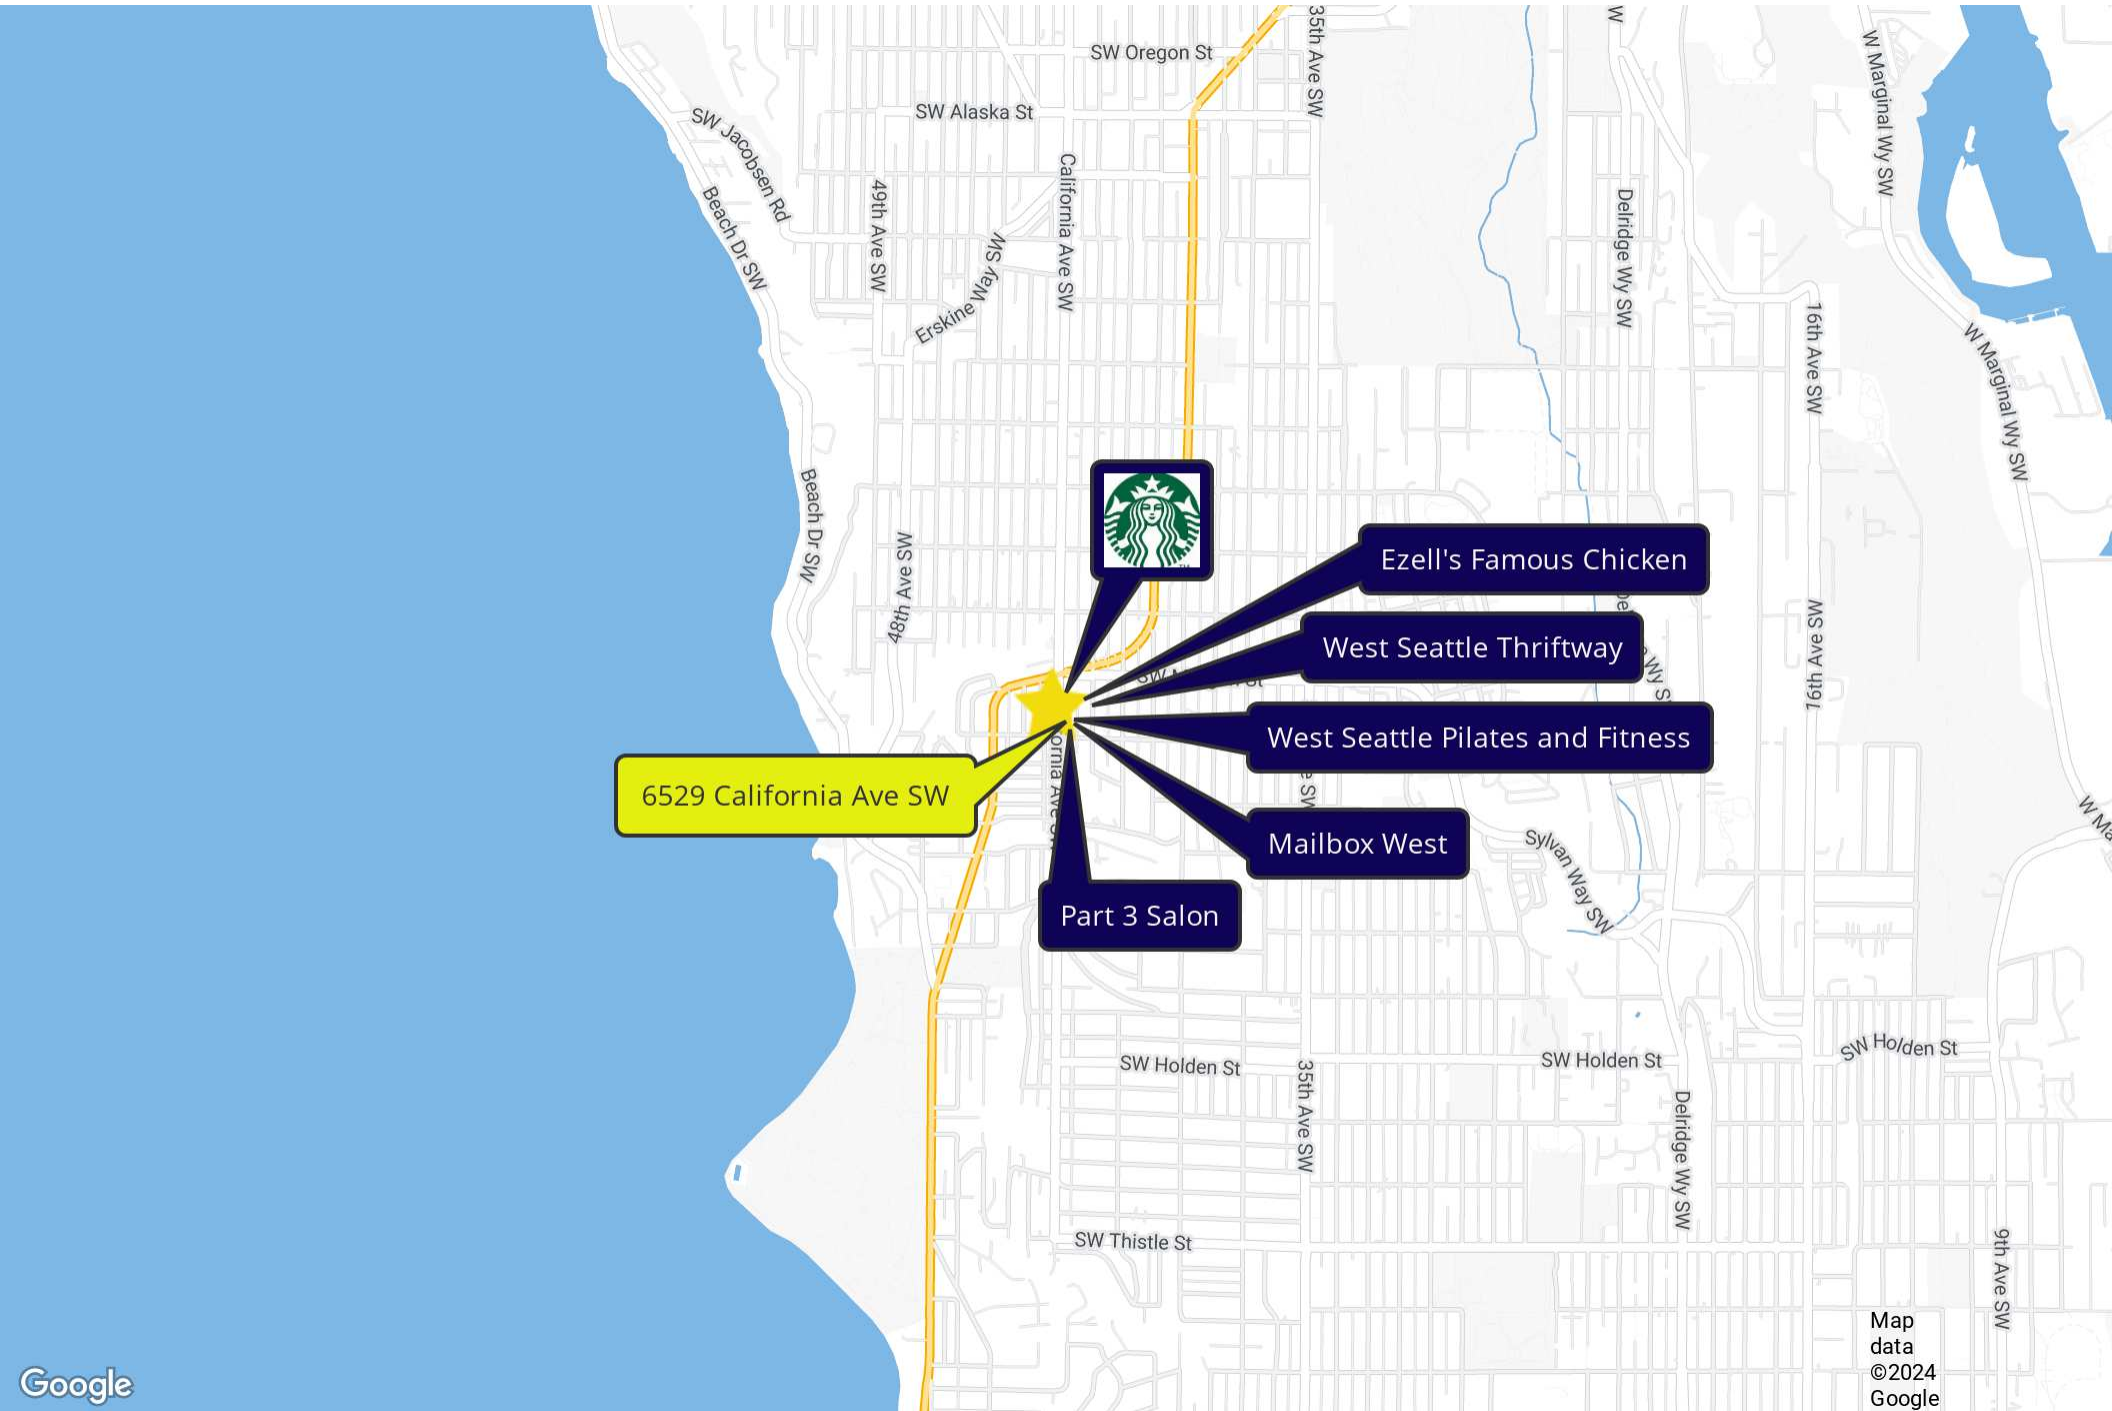 SW Oregon St
35th Ave SW
W
W Marginal Wy SW
SW Alaska St
SW Jacobsen Rd
Beach Dr SW
49th Ave SW
California Ave SW
Erskine Way SW
Delridge Wy SW
16th Ave SW
W Marginal Wy SW
Beach Dr SW
48th Ave SW
TM
Ezell's Famous Chicken
West Seattle Thriftway
16th Ave SW
West Seattle Pilates and Fitness
6529 California Ave SW
Mailbox West
Sylvan Way SW
Part 3 Salon
SW Holden St
SW Holden St
SW Holden St
35th Ave SW
Delridge Wy SW
SW Thistle St
9th Ave SW
Map
data
©2024
Google
Google